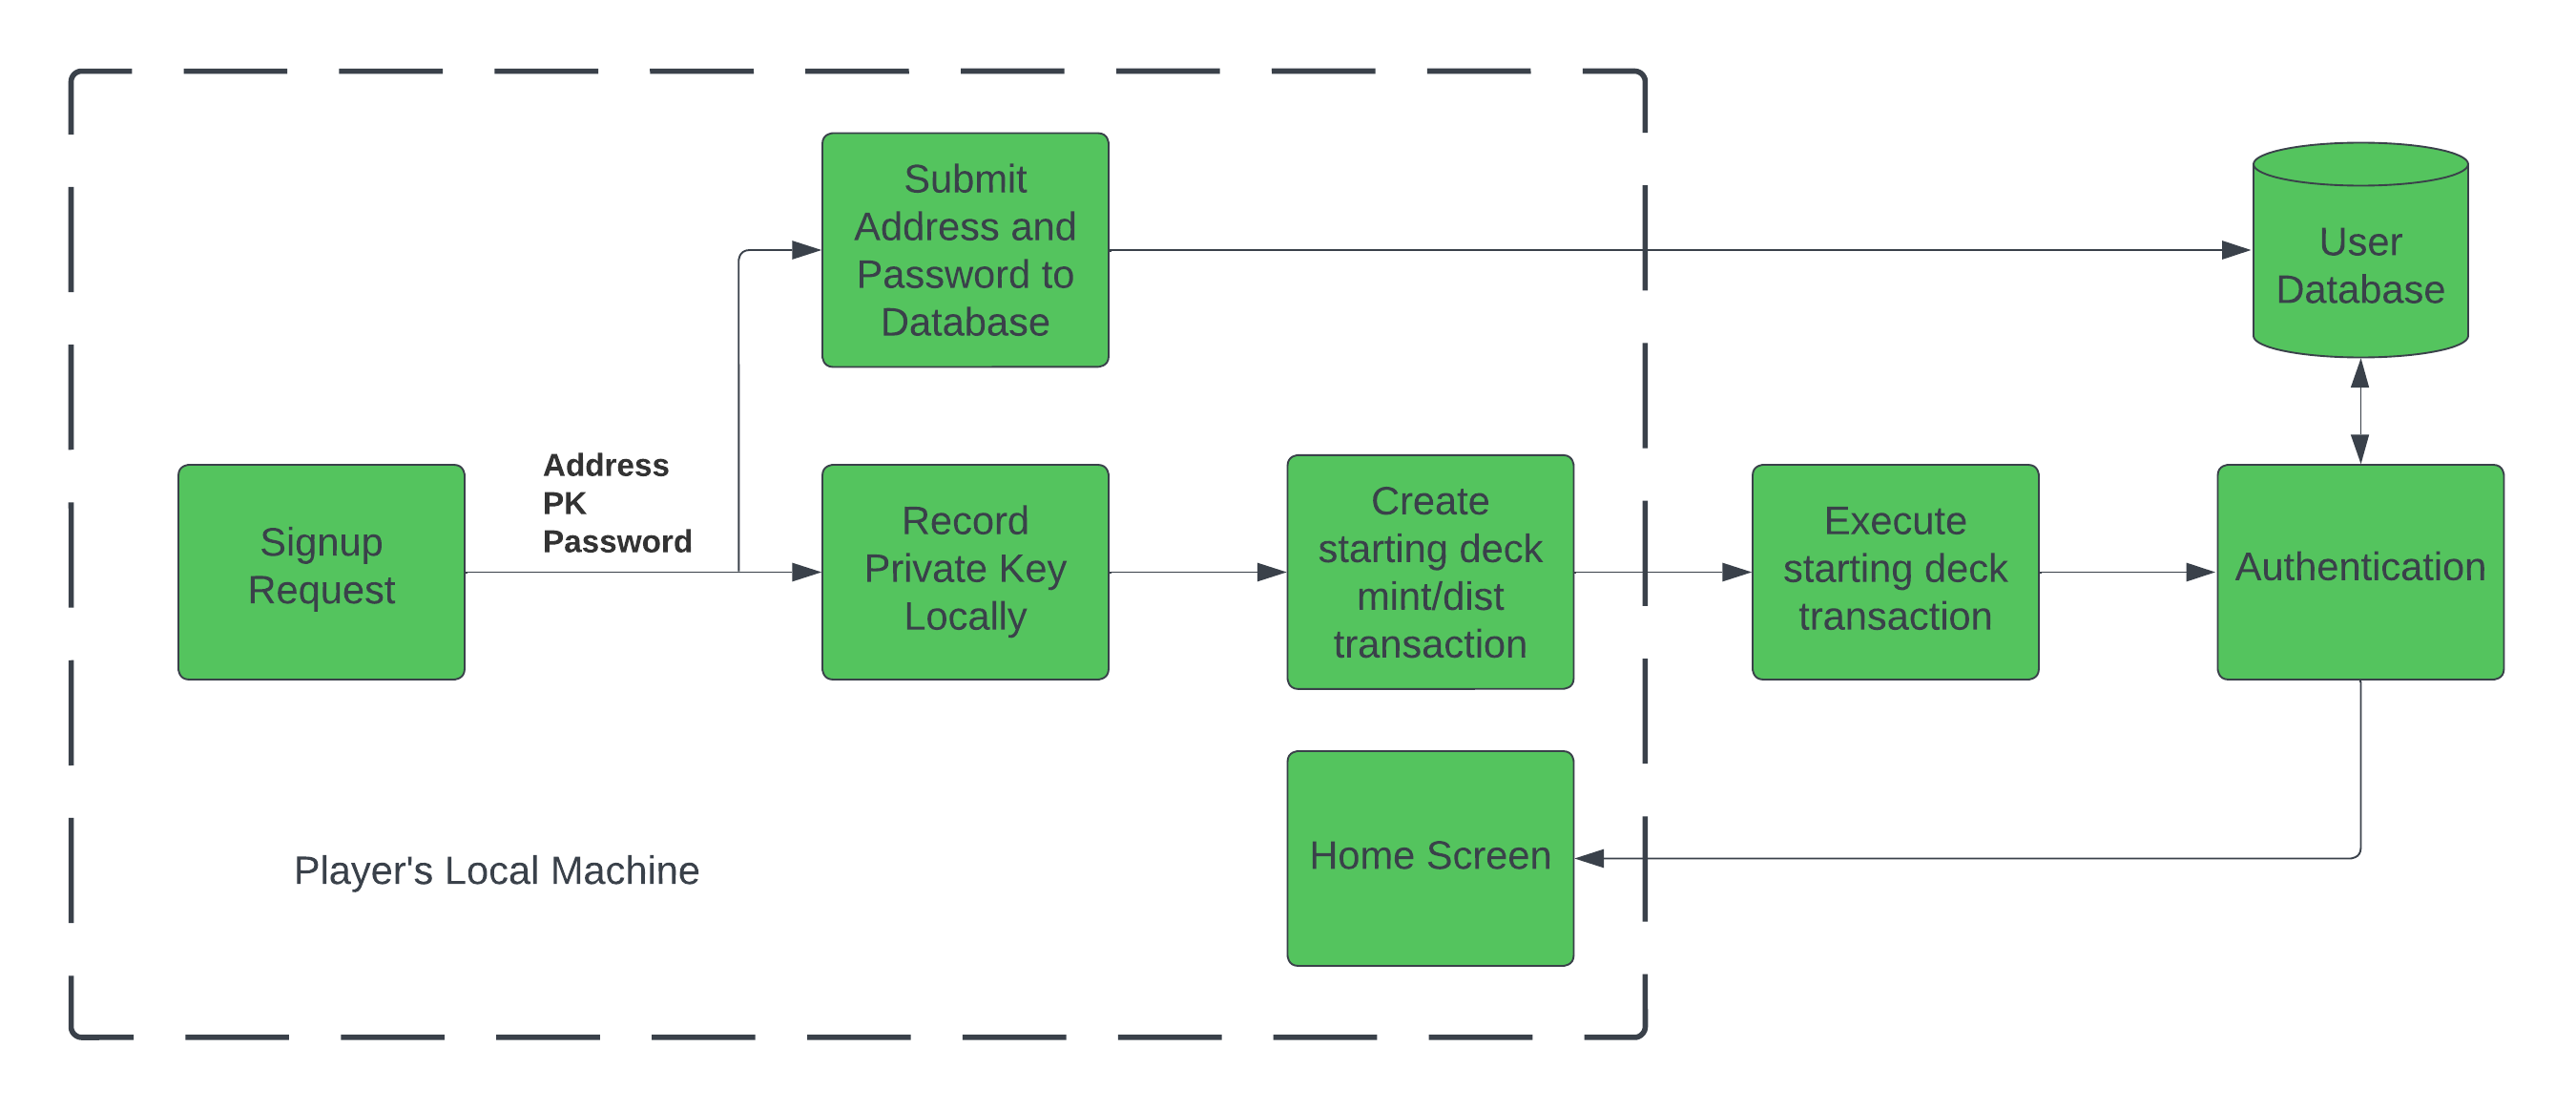 Submit
Address and
Password to
Database
User
Database
Address
PK
Password
Signup
Request
Record
Private Key
Locally
Create
starting deck
mint/dist
transaction
Execute
starting deck
transaction
Authentication
Home Screen
Player's Local Machine